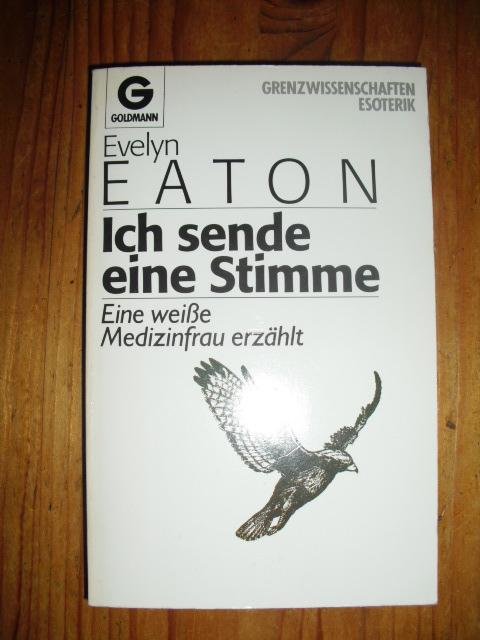 G
GOLDMANN
GRENZWISSENSCHAFTEN
ESOTERIK
Evelyn
EATON
Ich sende
eine Stimme
Eine weiße
Medizinfrau erzählt